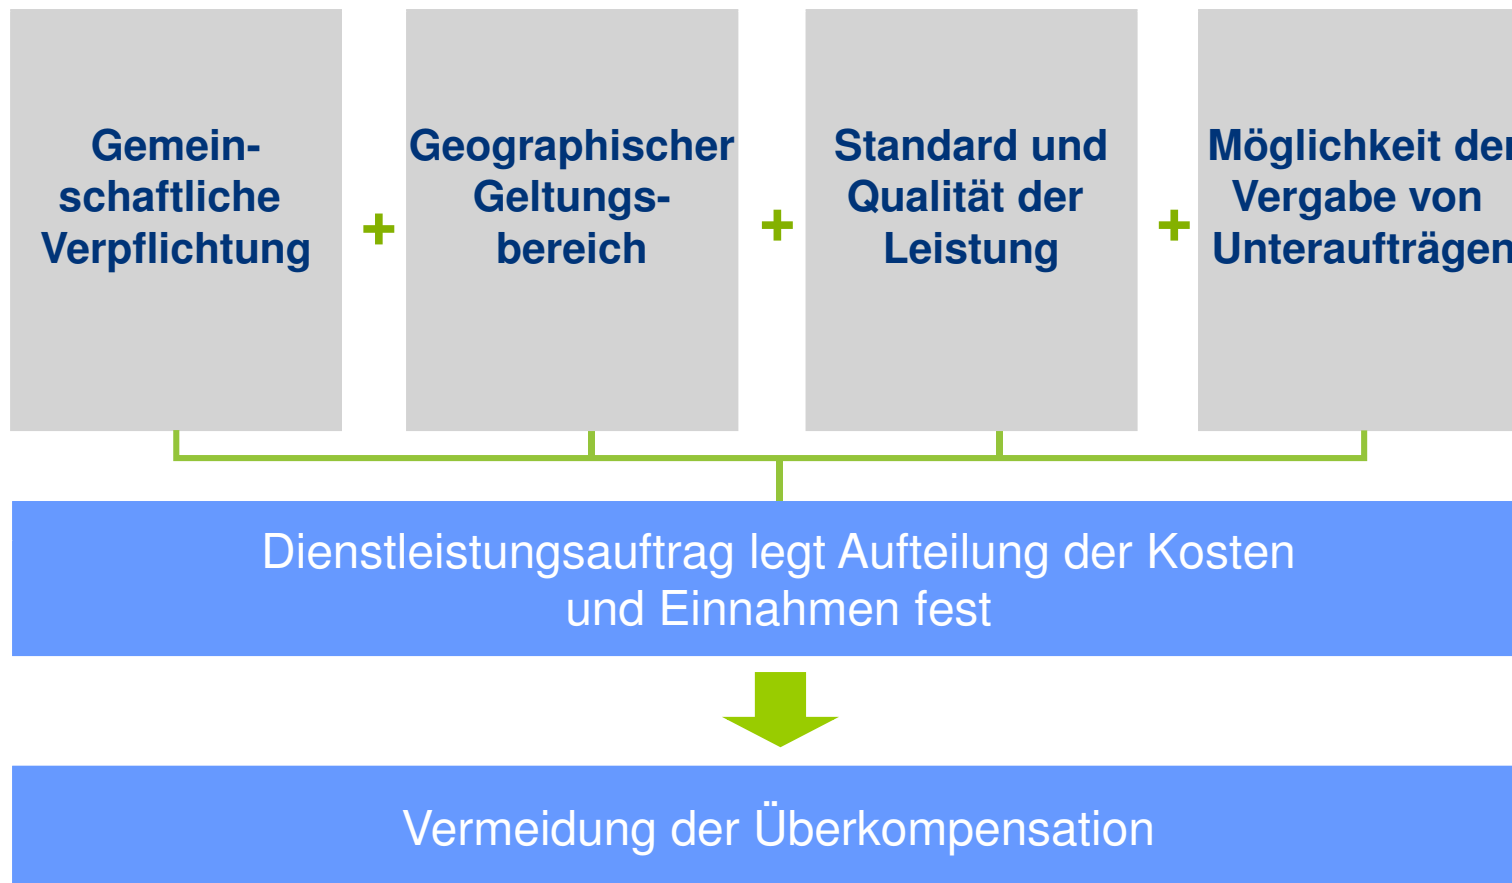 Gemein-
schaftliche
Verpflichtung
+
Geographischer
Geltungs-
bereich
+
Standard und
Qualität der
Leistung
+
Möglichkeit der
Vergabe von
Unteraufträgen
Dienstleistungsauftrag legt Aufteilung der Kosten
und Einnahmen fest
Vermeidung der Überkompensation